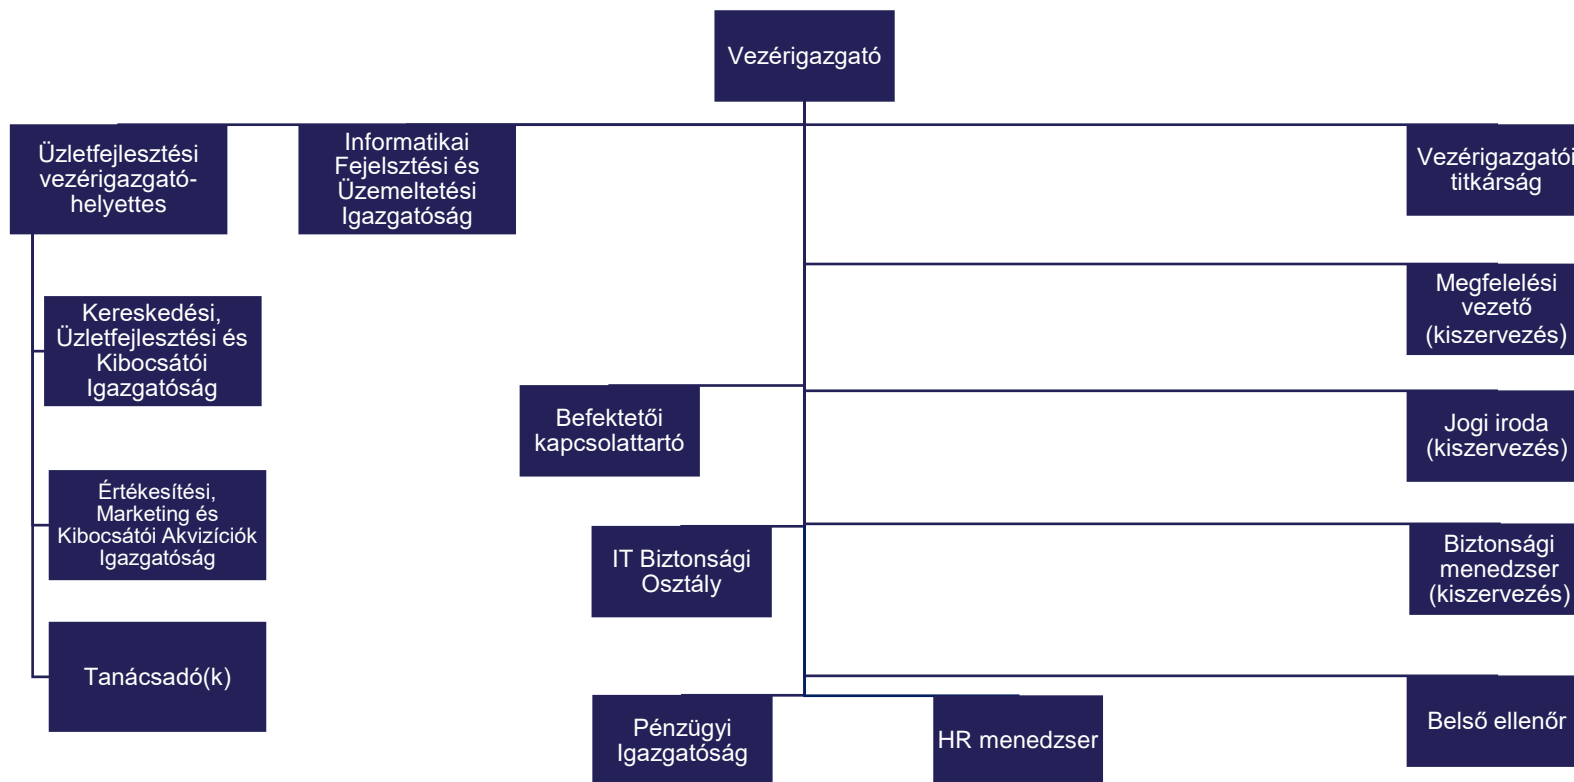 Vezérigazgató
Üzletfejlesztési
vezérigazgató-
helyettes
Informatikai
Fejelsztési és
Üzemeltetési
Igazgatóság
Vezérigazgatói
titkárság
Kereskedési,
Üzletfejlesztési és
Kibocsátói
Igazgatóság
Megfelelési
vezető
(kiszervezés)
Befektetői
kapcsolattartó
Jogi iroda
(kiszervezés)
Értékesítési,
Marketing és
Kibocsátói Akvizíciók
Igazgatóság
IT Biztonsági
Osztály
Biztonsági
menedzser
(kiszervezés)
Tanácsadó(k)
Pénzügyi
Igazgatóság
HR menedzser
Belső ellenőr